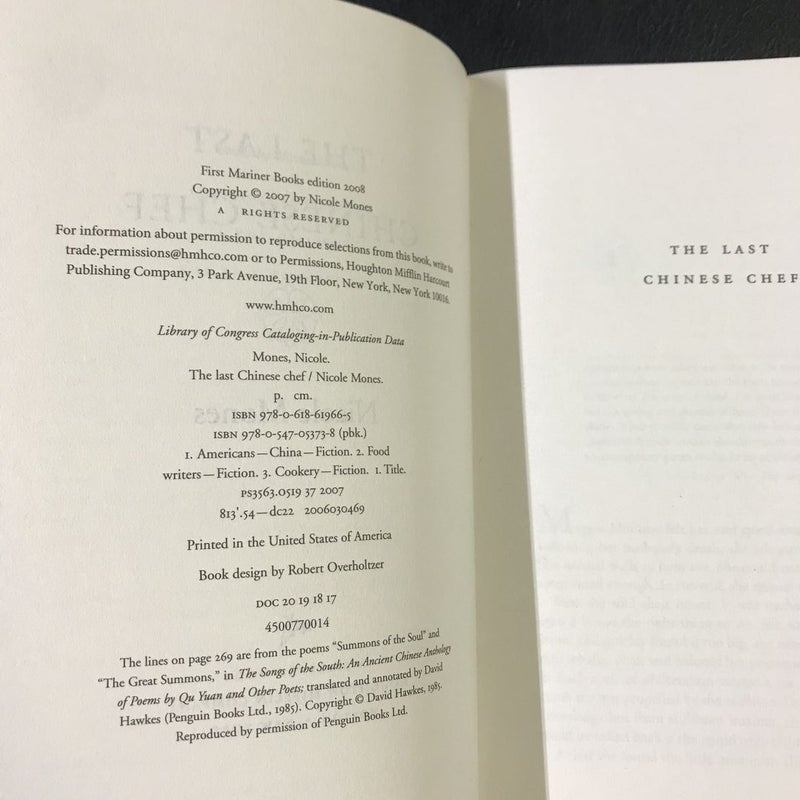 First Mariner Books edition 2008
Copyright © 2007 by Nicole Mones
A RIGHTS RESERVED
For information about permission to reproduce selections from this book, write to
trade.permissions@hmhco.com or to Permissions, Houghton Mifflin Harcourt
Publishing Company, 3 Park Avenue, 19th Floor, New York, New York 10016.
www.hmhco.com
Library of Congress Cataloging-in-Publication Data
Mones, Nicole.
The last Chinese chef / Nicole Mones.
p. cm.
ISBN 978-0-618-61966-5
ISBN 978-0-547-05373-8 (pbk.)
1. Americans—China—Fiction. 2. Food
writers—Fiction. 3. Cookery—Fiction. I. Title.
PS3563.O519 37 2007
813'.54—dc22 2006030469
Printed in the United States of America
Book design by Robert Overholtzer
DOC 20 19 18 17
4500770014
The lines on page 269 are from the poems "Summons of the Soul" and
"The Great Summons," in The Songs of the South: An Ancient Chinese Anthology
of Poems by Qu Yuan and Other Poets; translated and annotated by David
Hawkes (Penguin Books Ltd., 1985). Copyright © David Hawkes, 1985.
Reproduced by permission of Penguin Books Ltd.
THE LAST
CHINESE CHEF